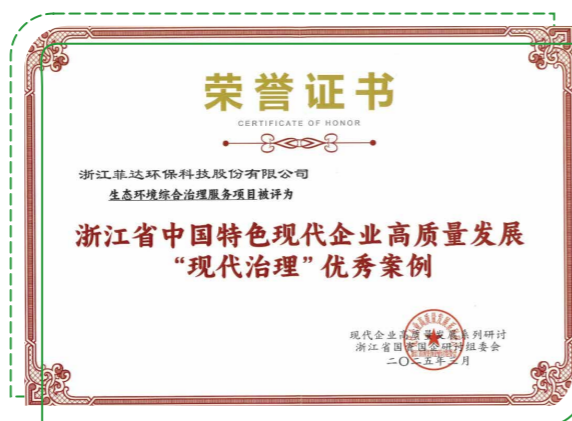 荣誉证书
CERTIFICATE OF HONOR
浙江菲达环保科技股份有限公司
生态环境综合治理服务项目被评为
浙江省中国特色现代企业高质量发展
“现代治理”优秀案例
现代企业高质量发展系列研讨
浙江省国资国企研讨组委会
二〇二五年三月